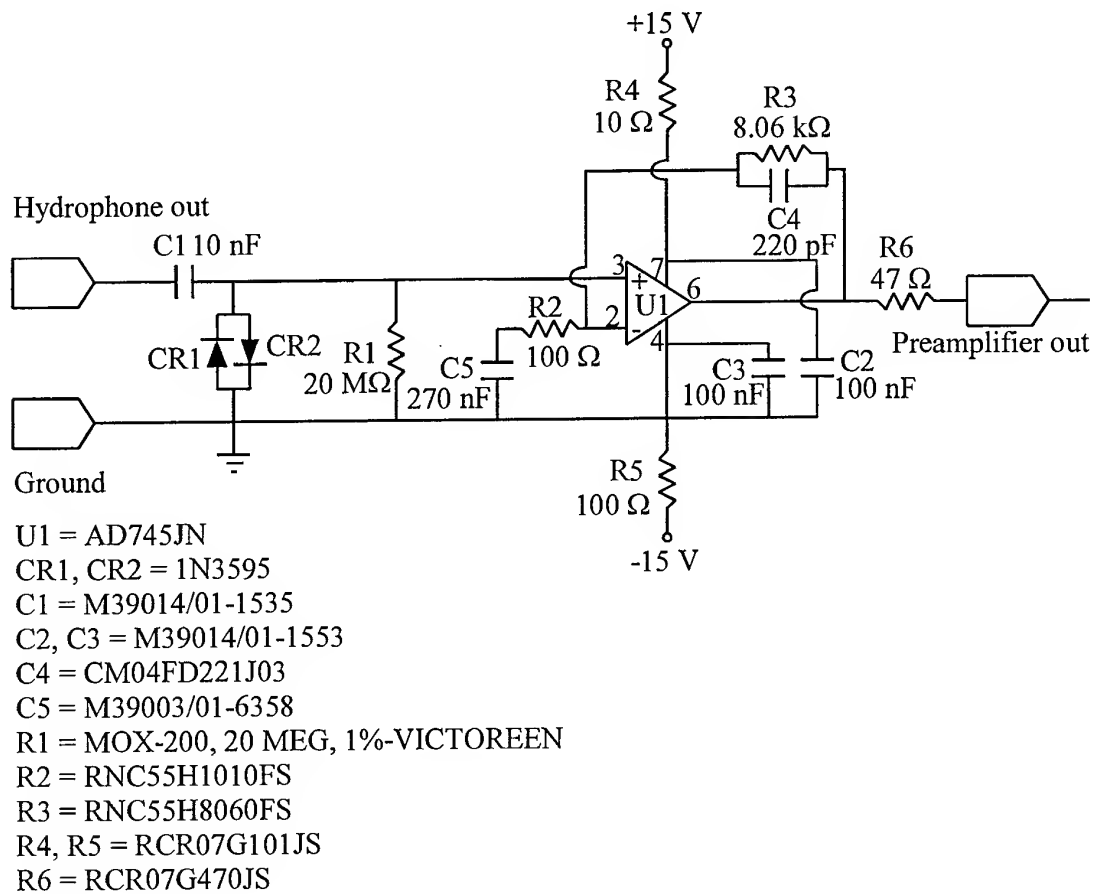 +15 V
R4
10 Ω
R3
8.06 kΩ
C4
220 pF
Hydrophone out
C1 10 nF
R6
47 Ω
3
+
7
6
U1
2
-
4
R2
100 Ω
CR1
CR2
R1
20 MΩ
C5
270 nF
C3
100 nF
C2
100 nF
Preamplifier out
Ground
R5
100 Ω
-15 V
U1 = AD745JN
CR1, CR2 = 1N3595
C1 = M39014/01-1535
C2, C3 = M39014/01-1553
C4 = CM04FD221J03
C5 = M39003/01-6358
R1 = MOX-200, 20 MEG, 1%-VICTOREEN
R2 = RNC55H1010FS
R3 = RNC55H8060FS
R4, R5 = RCR07G101JS
R6 = RCR07G470JS